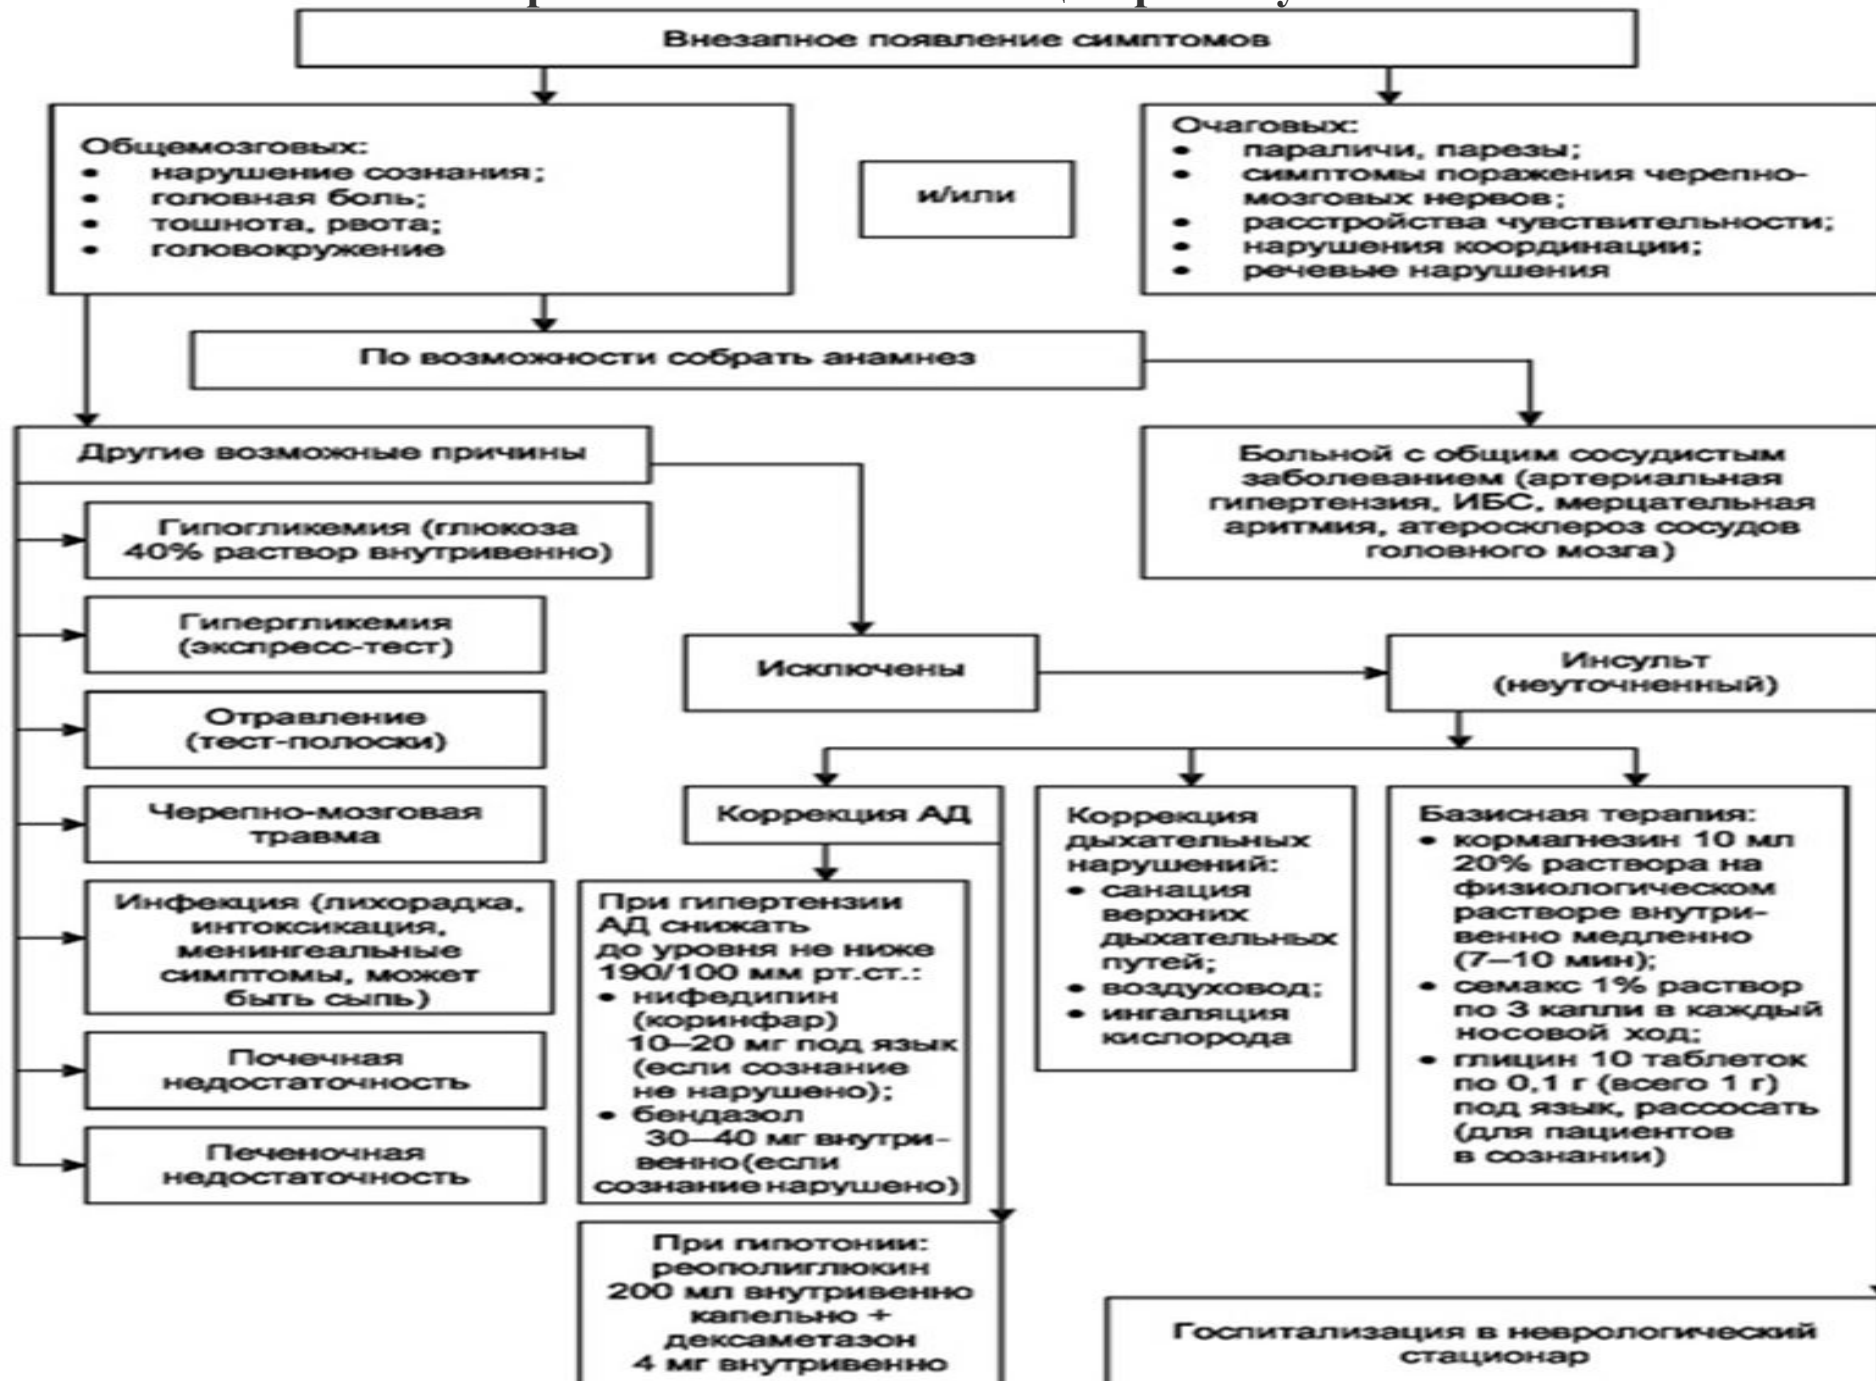 Внезапное появление симптомов
Общемозговых:
• нарушение сознания;
• головная боль;
• тошнота, рвота;
• головокружение
и/или
Очаговых:
• параличи, парезы;
• симптомы поражения черепно-
мозговых нервов;
• расстройства чувствительности;
• нарушения координации;
• речевые нарушения
По возможности собрать анамнез
Другие возможные причины
Больной с общим сосудистым
заболеванием (артериальная
гипертензия, ИБС, мерцательная
аритмия, атеросклероз сосудов
головного мозга)
Гипогликемия (глюкоза
40% раствор внутривенно)
Гипергликемия
(экспресс-тест)
Отравление
(тест-полоски)
Черепно-мозговая
травма
Инфекция (лихорадка,
интоксикация,
менингеальные
симптомы, может
быть сыпь)
Почечная
недостаточность
Печеночная
недостаточность
Исключены
Инсульт
(неуточненный)
Коррекция АД
При гипертензии
АД снижать
до уровня не ниже
190/100 мм рт.ст.:
• нифедипин
(коринфар)
10–20 мг под язык
(если сознание
не нарушено);
• бендазол
30–40 мг внутри-
венно(если
сознание нарушено)
При гипотонии:
реополиглюкин
200 мл внутривенно
капельно +
дексаметазон
4 мг внутривенно
Коррекция
дыхательных
нарушений:
• санация
верхних
дыхательных
путей;
• воздуховод;
• ингаляция
кислорода
Базисная терапия:
• кормагнезин 10 мл
20% раствора на
физиологическом
растворе внутри-
венно медленно
(7–10 мин);
• семакс 1% раствор
по 3 капли в каждый
носовой ход;
• глицин 10 таблеток
по 0,1 г (всего 1 г)
под язык, рассосать
(для пациентов
в сознании)
Госпитализация в неврологический
стационар